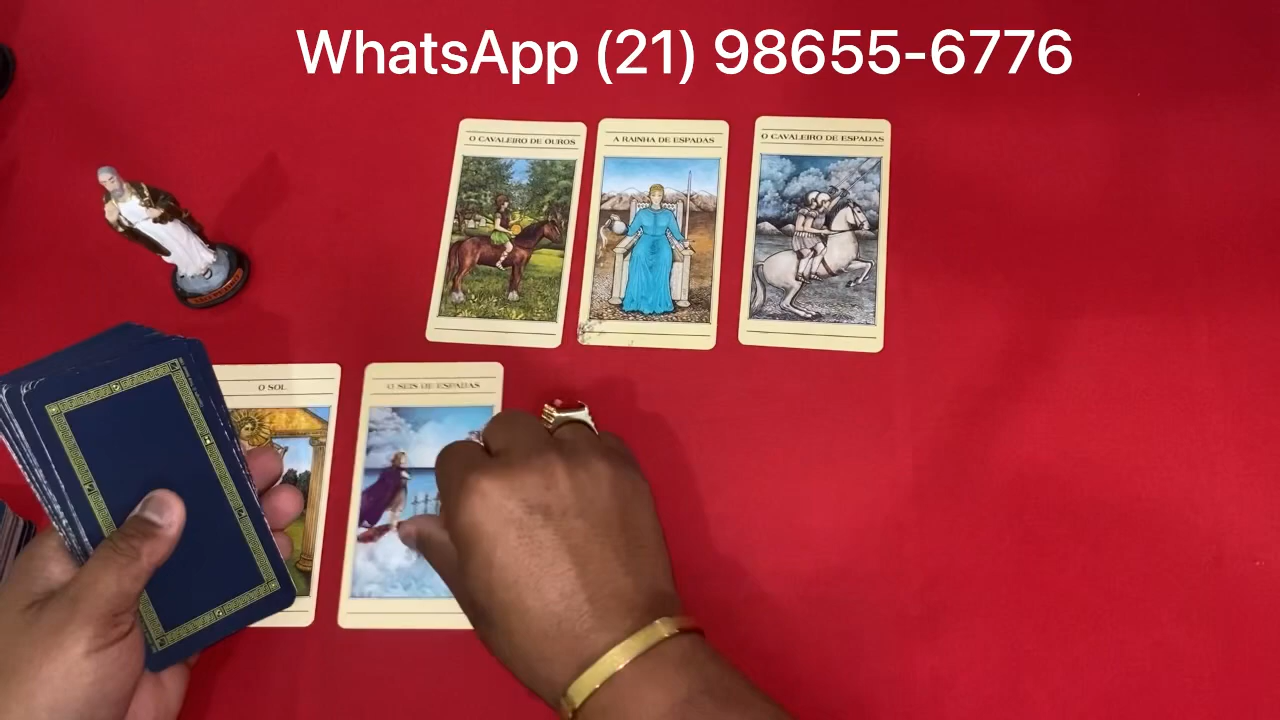 WhatsApp (21) 98655-6776
O CAVALEIRO DE OUROS
A RAINHA DE ESPADAS
O CAVALEIRO DE ESPADAS
O SOL
O SEIS DE ESPADAS